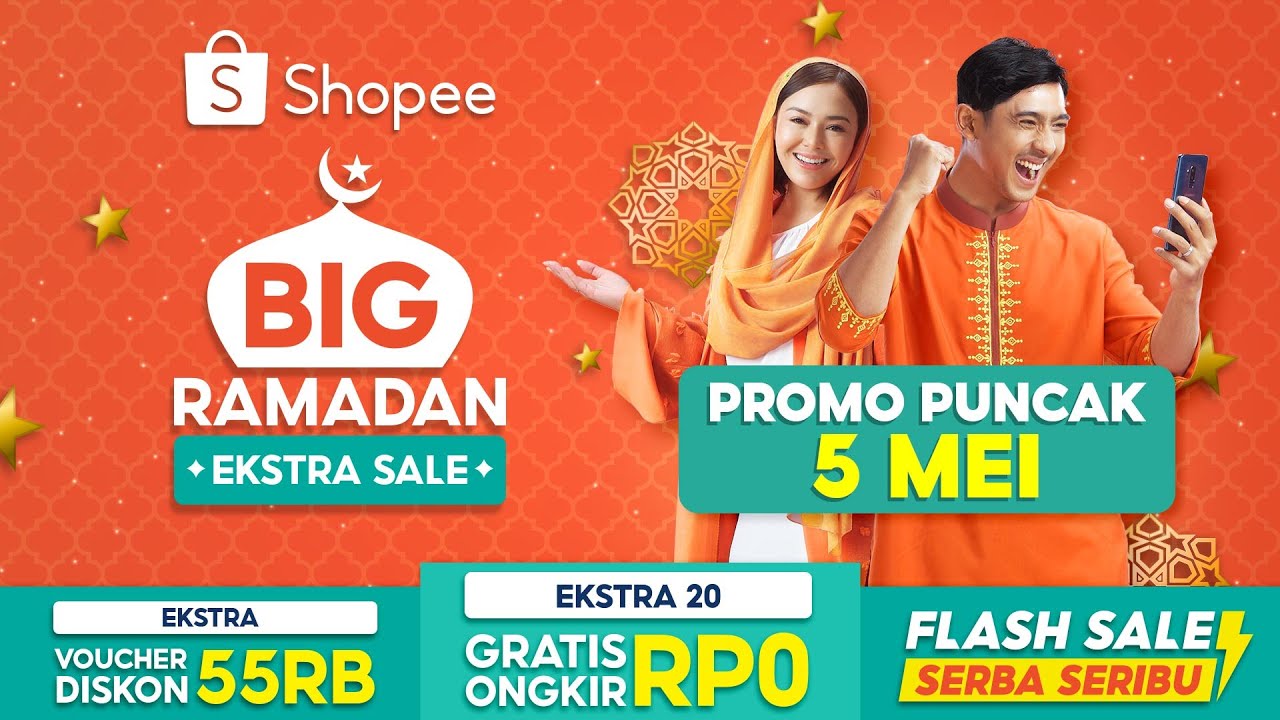 S
Shopee
BIG
RAMADAN
EKSTRA SALE
PROMO PUNCAK
5 MEI
EKSTRA
VOUCHER
DISKON
55RB
EKSTRA 20
GRATIS
ONGKIR
RP0
FLASH SALE
SERBA SERIBU